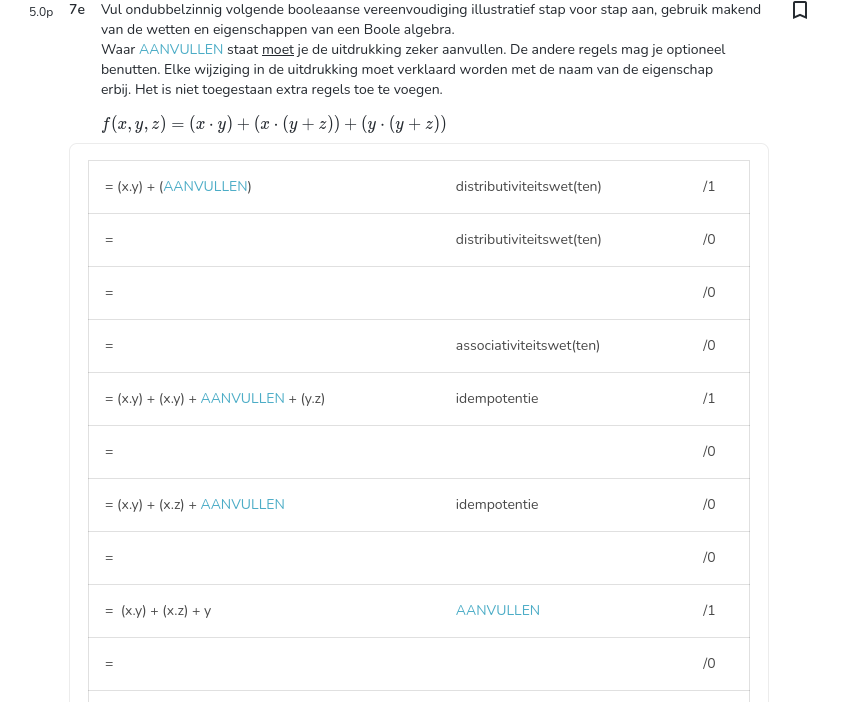 5.0p 7e Vul ondubbelzinnig volgende booleaanse vereenvoudiging illustratief stap voor stap aan, gebruik makend
van de wetten en eigenschappen van een Boole algebra.
Waar AANVULLEN staat moet je de uitdrukking zeker aanvullen. De andere regels mag je optioneel
benutten. Elke wijziging in de uitdrukking moet verklaard worden met de naam van de eigenschap
erbij. Het is niet toegestaan extra regels toe te voegen.
f(x, y, z) = (x · y) + (x · (y + z)) + (y · (y + z))
= (x.y) + (AANVULLEN) distributiviteitswet(ten) /1
= distributiviteitswet(ten) /0
= /0
= associativiteitswet(ten) /0
= (x.y) + (x.y) + AANVULLEN + (y.z) idempotentie /1
= /0
= (x.y) + (x.z) + AANVULLEN idempotentie /0
= /0
= (x.y) + (x.z) + y AANVULLEN /1
= /0